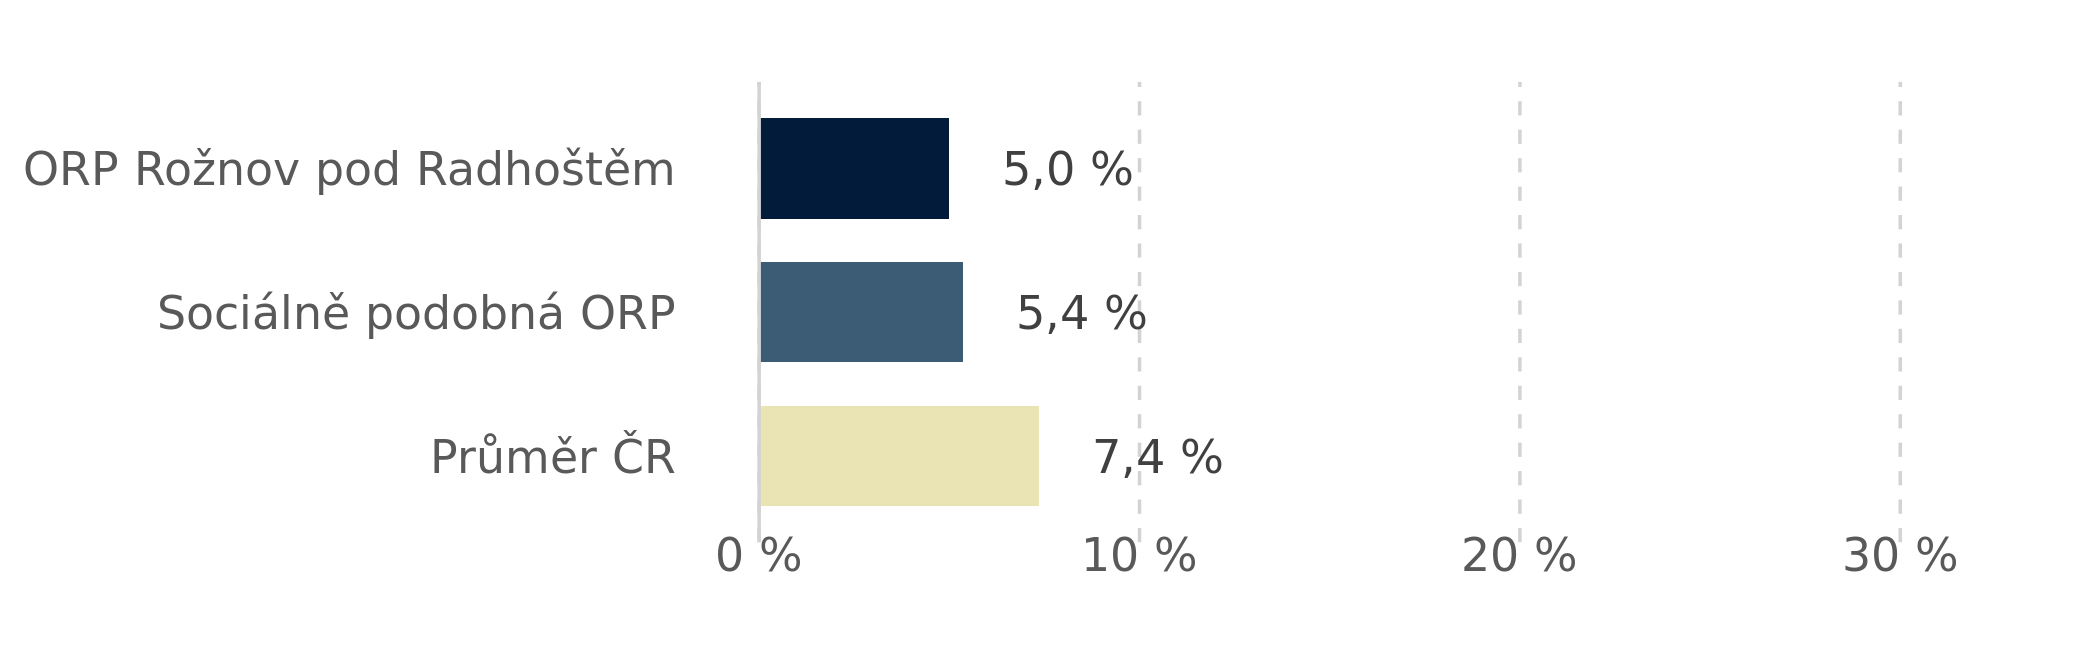 ORP Rožnov pod Radhoštěm
5,0 %
Sociálně podobná ORP
5,4 %
Průměr ČR
7,4 %
0 %
10 %
20 %
30 %